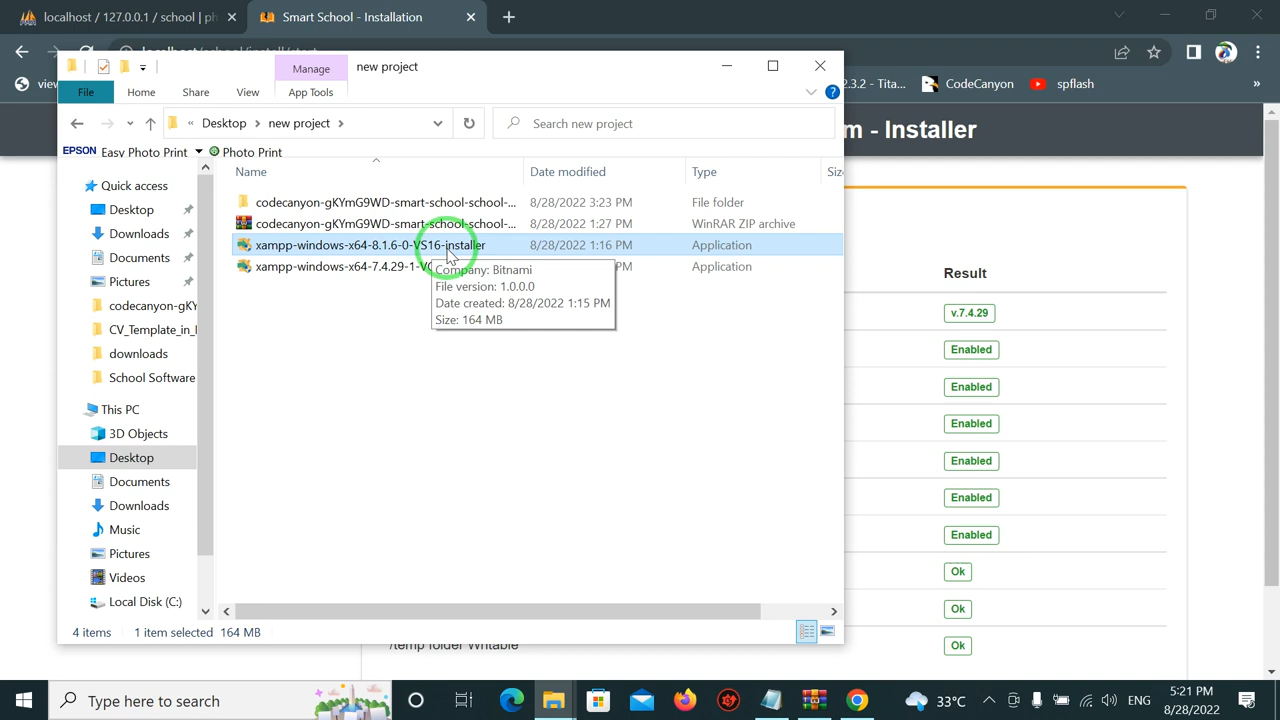 localhost / 127.0.0.1 / school | ph
Smart School - Installation
view
2.3.2 - Tita...
CodeCanyon
spflash
»
m - Installer
Manage
new project
File
Home
Share
View
App Tools
« Desktop > new project >
Search new project
EPSON Easy Photo Print
Photo Print
Name
Date modified
Type
Siz
Quick access
Desktop
Downloads
Documents
Pictures
codecanyon-gKY
CV_Template_in_
downloads
School Software
This PC
3D Objects
Desktop
Documents
Downloads
Music
Pictures
Videos
Local Disk (C:)
codecanyon-gKYmG9WD-smart-school-school-... 8/28/2022 3:23 PM File folder
codecanyon-gKYmG9WD-smart-school-school-... 8/28/2022 1:27 PM WinRAR ZIP archive
xampp-windows-x64-8.1.6-0-VS16-installer 8/28/2022 1:16 PM Application
xampp-windows-x64-7.4.29-1-VC PM Application
Company: Bitnami
File version: 1.0.0.0
Date created: 8/28/2022 1:15 PM
Size: 164 MB
4 items 1 item selected 164 MB
Result
v.7.4.29
Enabled
Enabled
Enabled
Enabled
Enabled
Enabled
Ok
Ok
/temp folder Writable
Ok
Type here to search
33°C
ENG
5:21 PM
8/28/2022